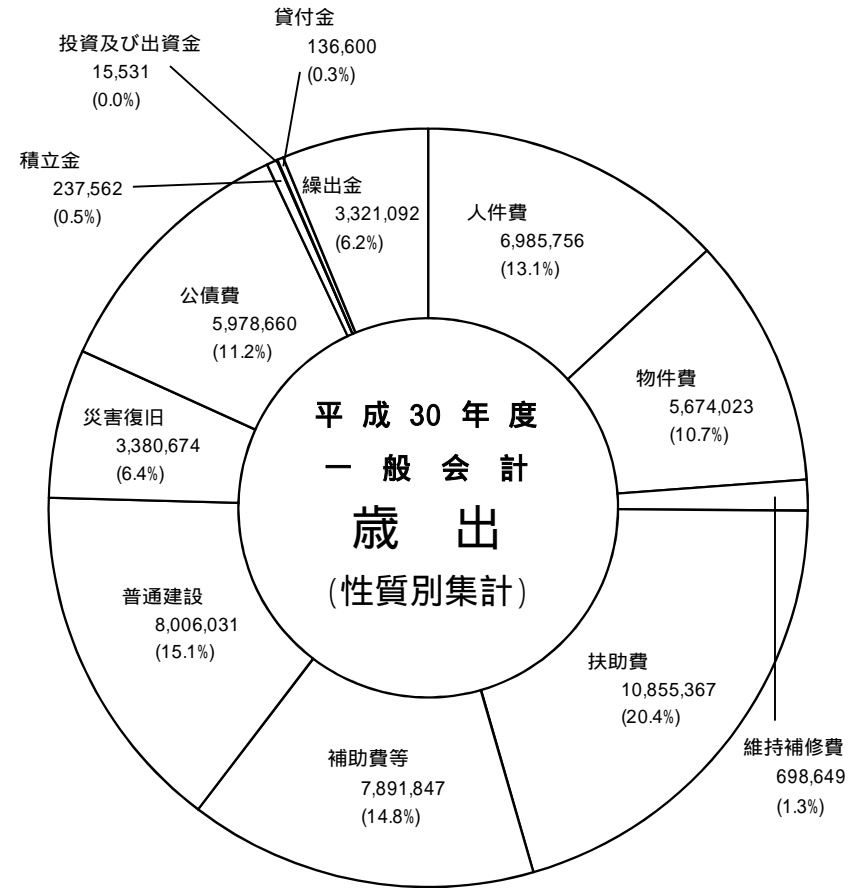 貸付金
136,600
(0.3%)
投資及び出資金
15,531
(0.0%)
積立金
237,562
(0.5%)
繰出金
3,321,092
(6.2%)
人件費
6,985,756
(13.1%)
公債費
5,978,660
(11.2%)
物件費
5,674,023
(10.7%)
災害復旧
3,380,674
(6.4%)
平成30年度
一般会計
歳出
(性質別集計)
普通建設
8,006,031
(15.1%)
扶助費
10,855,367
(20.4%)
維持補修費
698,649
(1.3%)
補助費等
7,891,847
(14.8%)